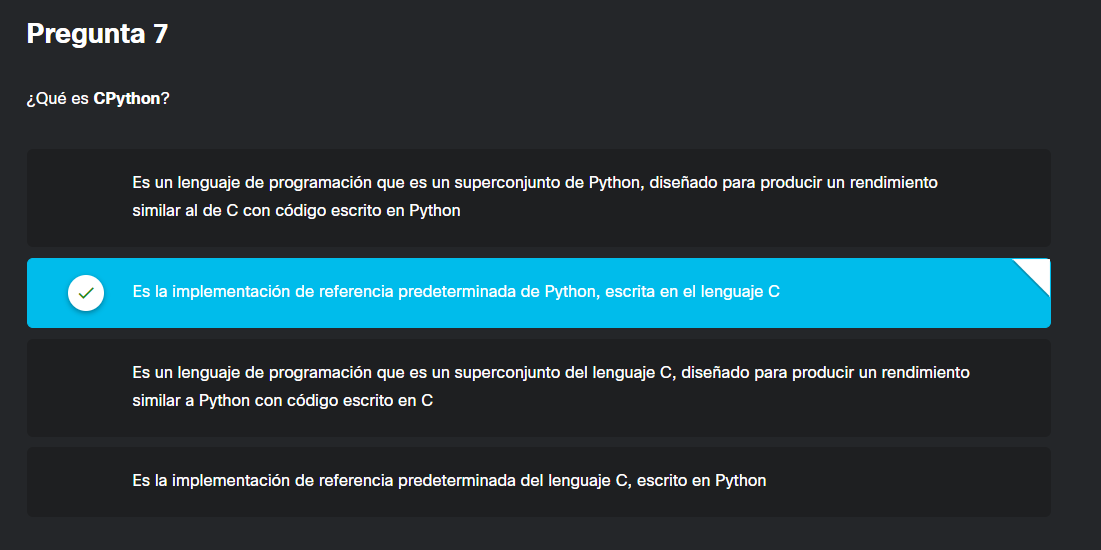 Pregunta 7
¿Qué es CPython?
Es un lenguaje de programación que es un superconjunto de Python, diseñado para producir un rendimiento
similar al de C con código escrito en Python
Es la implementación de referencia predeterminada de Python, escrita en el lenguaje C
Es un lenguaje de programación que es un superconjunto del lenguaje C, diseñado para producir un rendimiento
similar a Python con código escrito en C
Es la implementación de referencia predeterminada del lenguaje C, escrito en Python